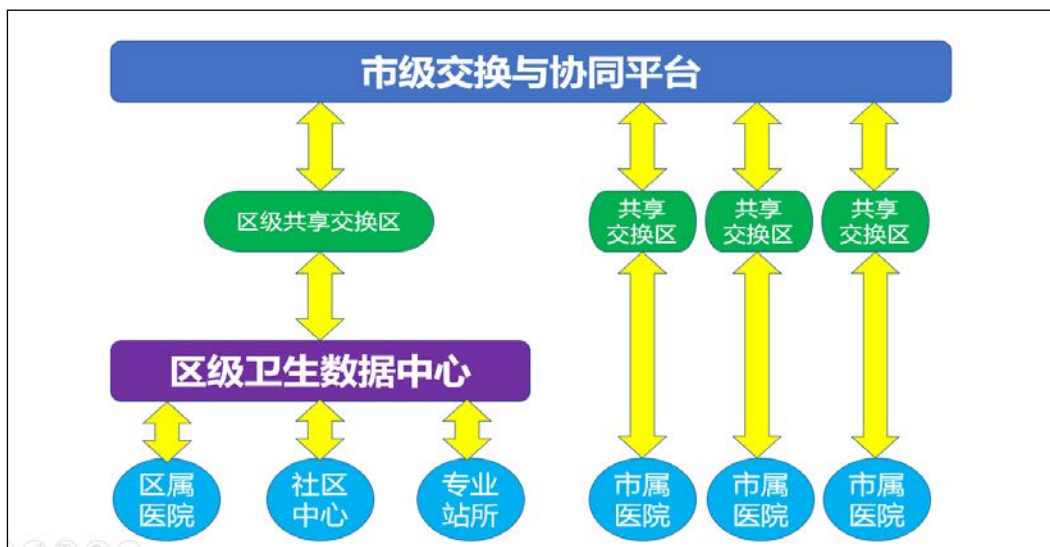 市级交换与协同平台
区级共享交换区
共享
交换区
共享
交换区
共享
交换区
区级卫生数据中心
区属
医院
社区
中心
专业
站所
市属
医院
市属
医院
市属
医院